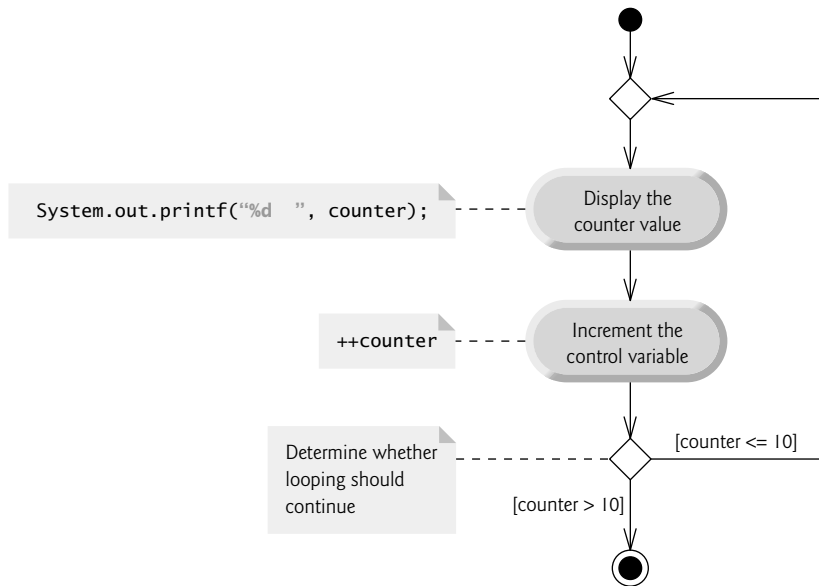 Display the
counter value
System.out.printf(“%d  ”, counter);
Increment the
control variable
++counter
Determine whether
looping should
continue
[counter <= 10]
[counter > 10]